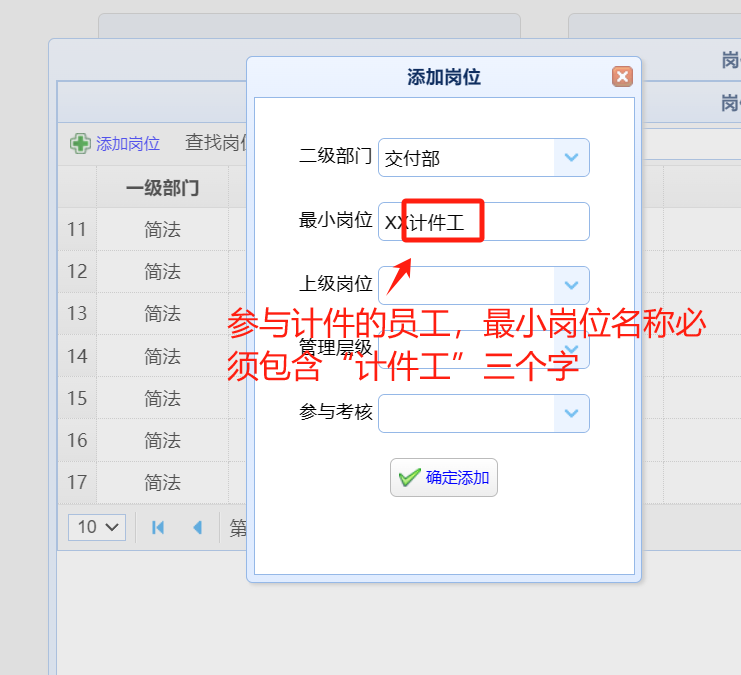 岗
添加岗位
岗
添加岗位 查找岗位
二级部门 交付部
一级部门
最小岗位 XX计件工
11 简法
12 简法
上级岗位
13 简法
参与计件的员工，最小岗位名称必
管理层级
14 简法
须包含“计件工”三个字
15 简法
参与考核
16 简法
17 简法
确定添加
10 第